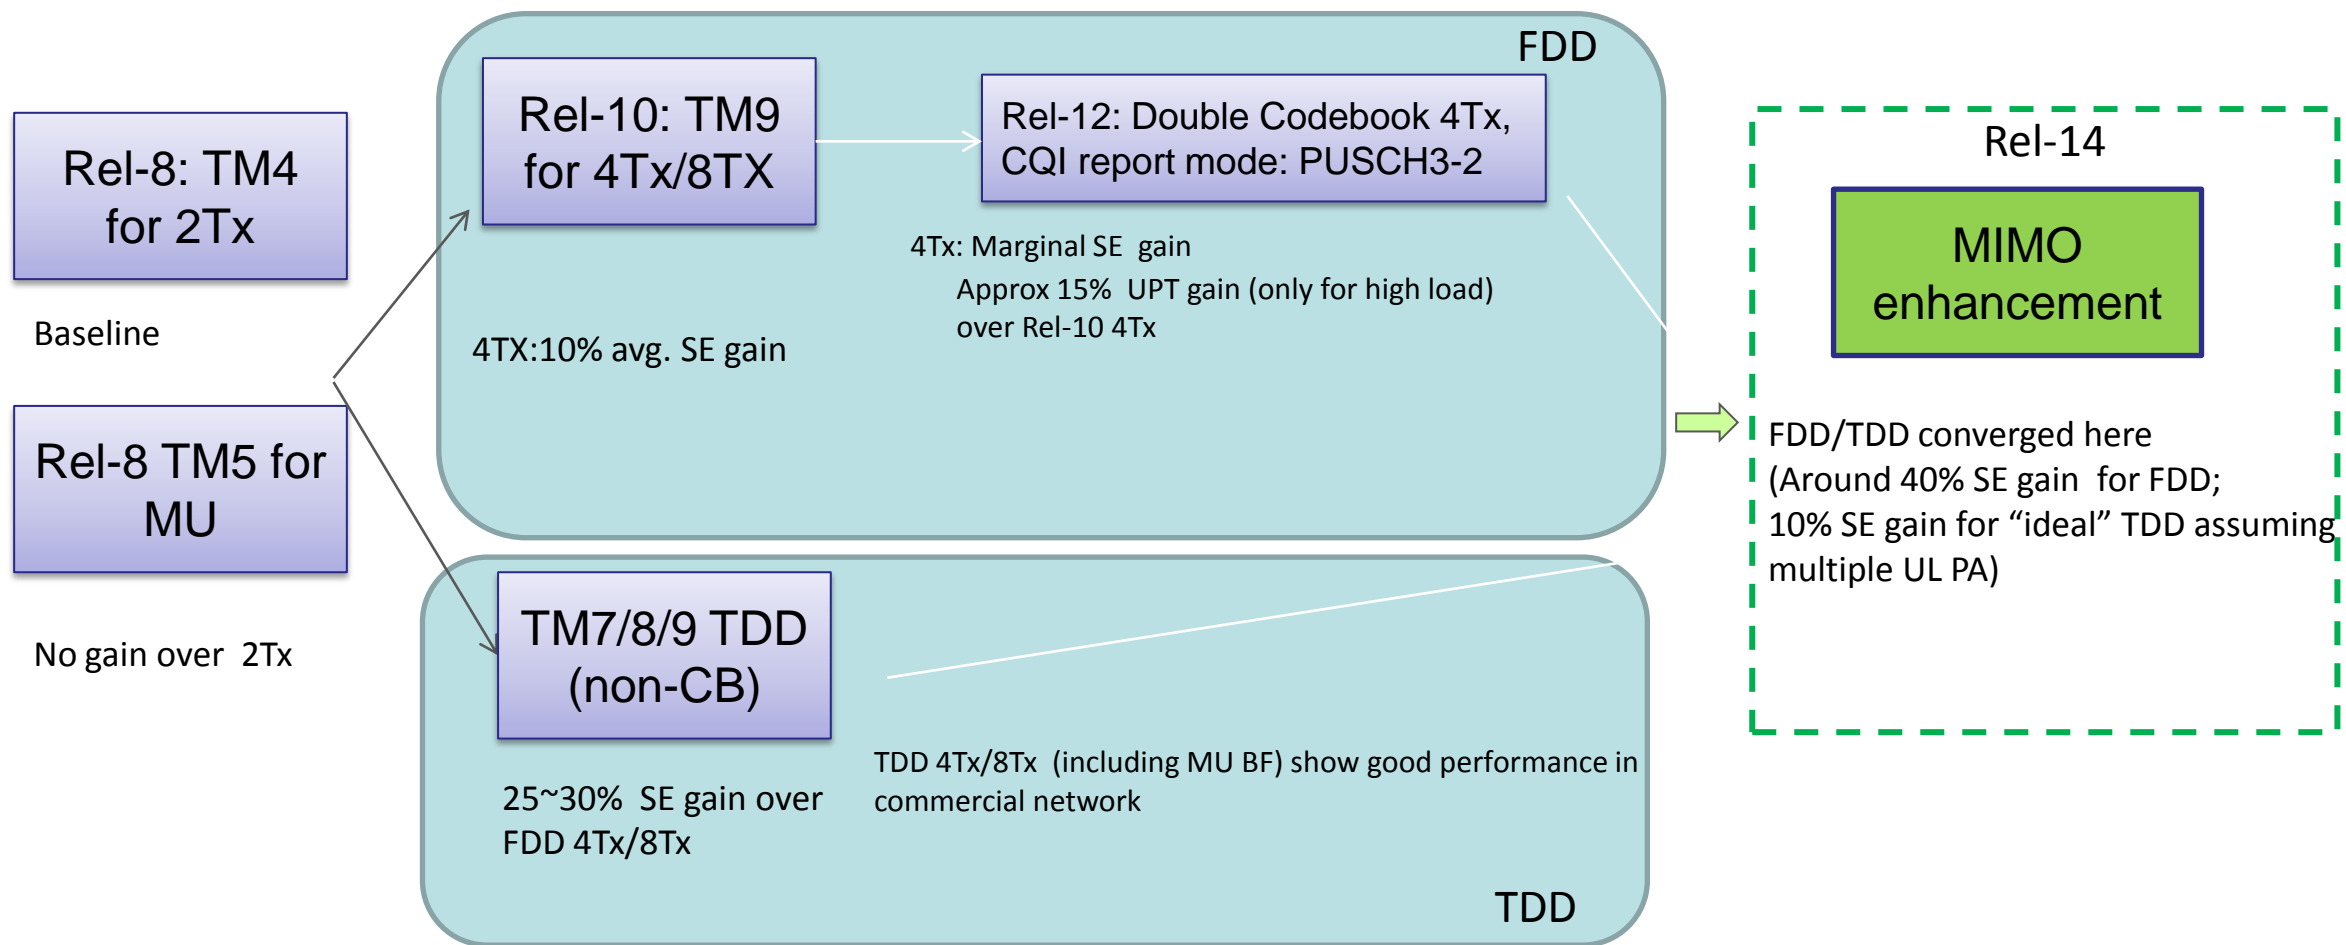 Rel-8: TM4
for 2Tx
Baseline
Rel-8 TM5 for
MU
No gain over 2Tx
FDD
Rel-10: TM9
for 4Tx/8TX
4TX:10% avg. SE gain
Rel-12: Double Codebook 4Tx,
CQI report mode: PUSCH3-2
4Tx: Marginal SE gain
Approx 15% UPT gain (only for high load)
over Rel-10 4Tx
TM7/8/9 TDD
(non-CB)
25~30% SE gain over
FDD 4Tx/8Tx
TDD 4Tx/8Tx (including MU BF) show good performance in
commercial network
TDD
Rel-14
MIMO
enhancement
FDD/TDD converged here
(Around 40% SE gain for FDD;
10% SE gain for “ideal” TDD assuming
multiple UL PA)